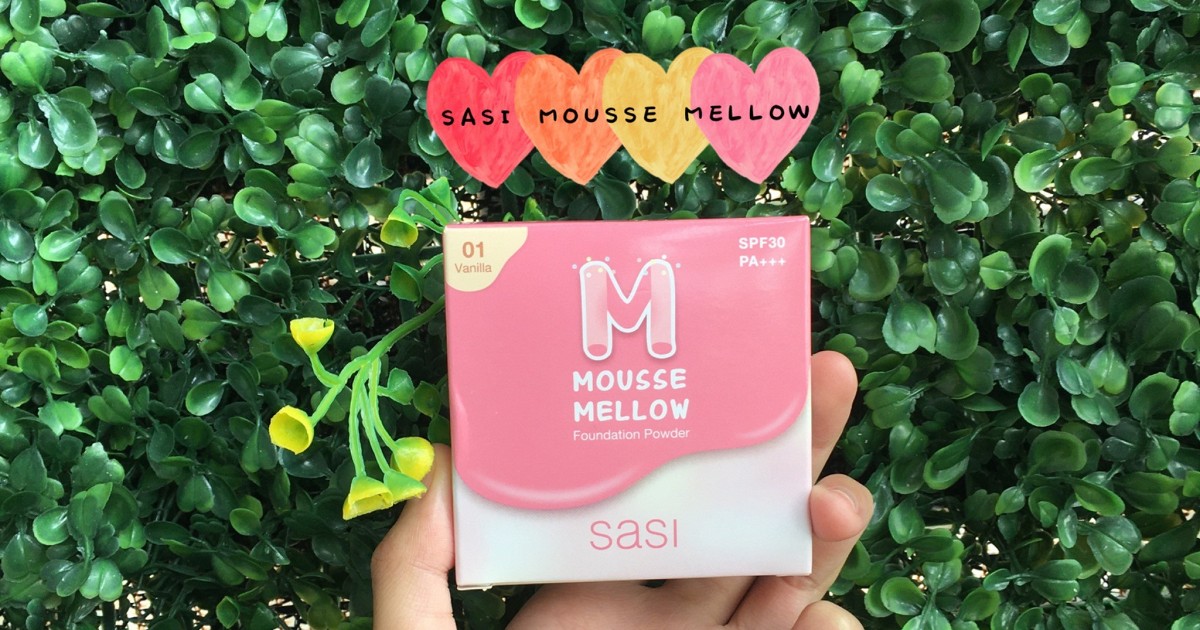 SASI MOUSSE MELLOW
01
Vanilla
SPF30
PA+++
M
MOUSSE
MELLOW
Foundation Powder
sasi